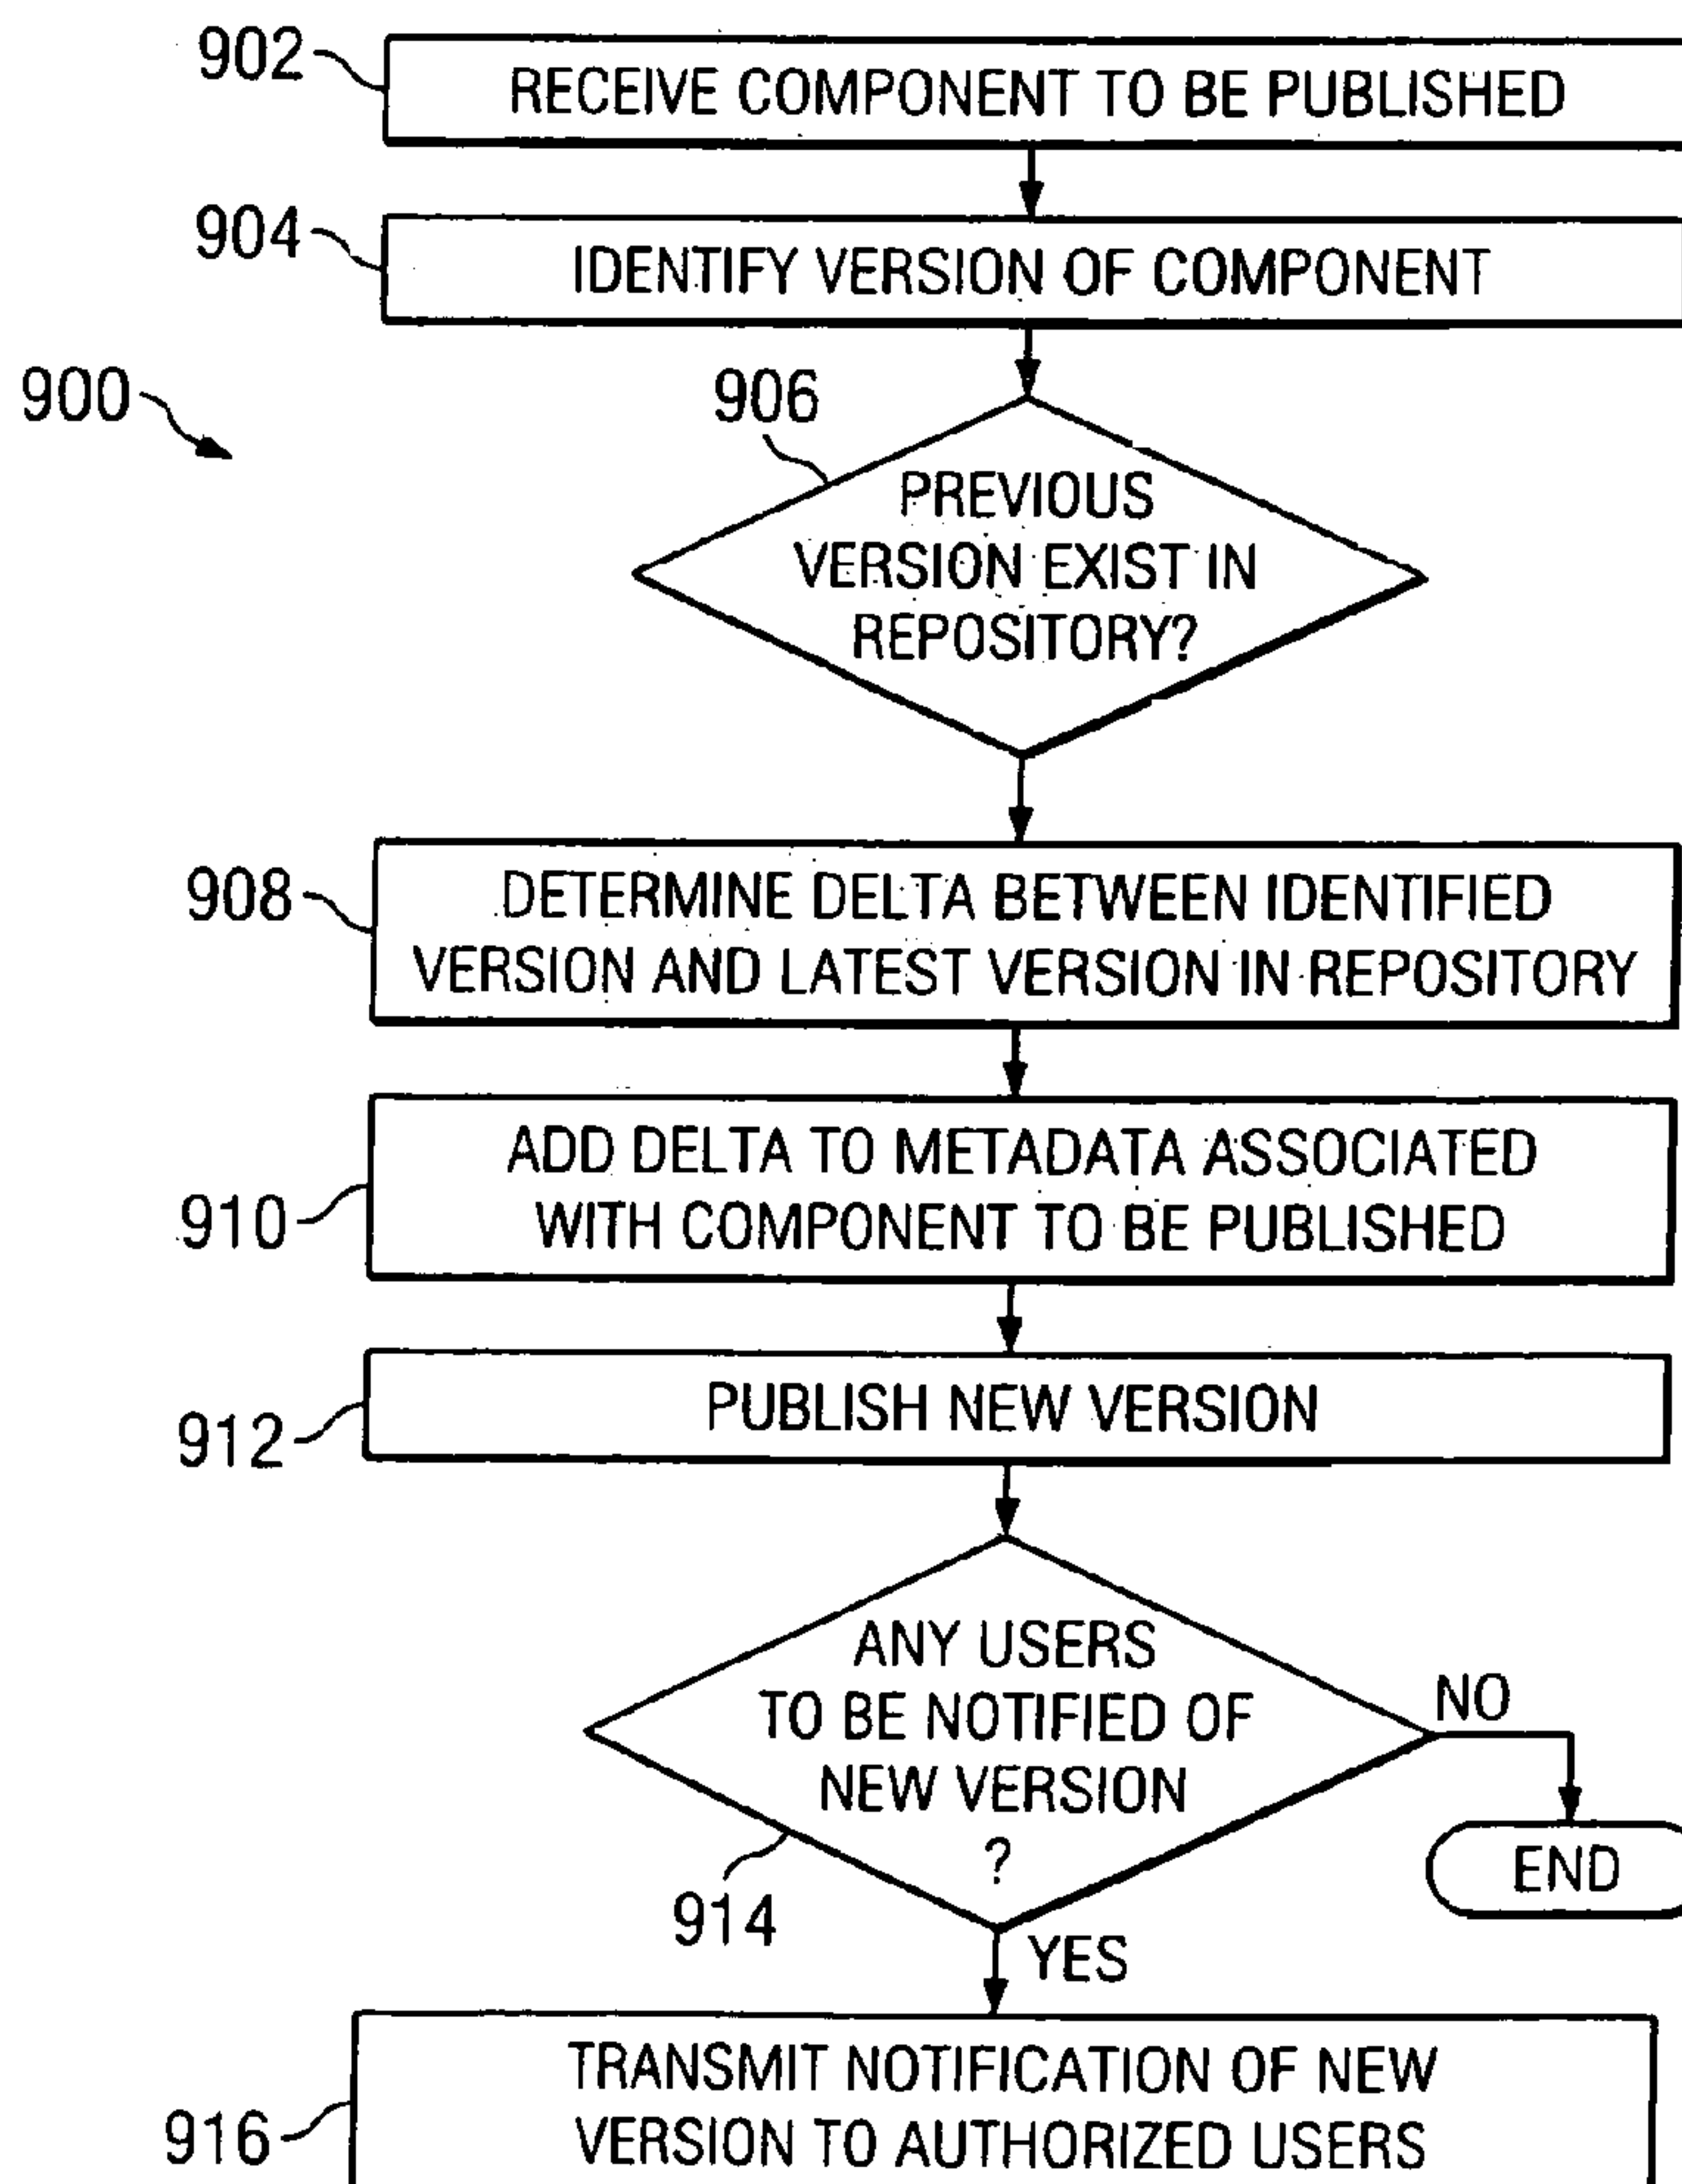 902
RECEIVE COMPONENT TO BE PUBLISHED
904
IDENTIFY VERSION OF COMPONENT
900
906
PREVIOUS
VERSION EXIST IN
REPOSITORY?
908
DETERMINE DELTA BETWEEN IDENTIFIED
VERSION AND LATEST VERSION IN REPOSITORY
910
ADD DELTA TO METADATA ASSOCIATED
WITH COMPONENT TO BE PUBLISHED
912
PUBLISH NEW VERSION
ANY USERS
TO BE NOTIFIED OF
NEW VERSION
?
NO
END
914
YES
916
TRANSMIT NOTIFICATION OF NEW
VERSION TO AUTHORIZED USERS